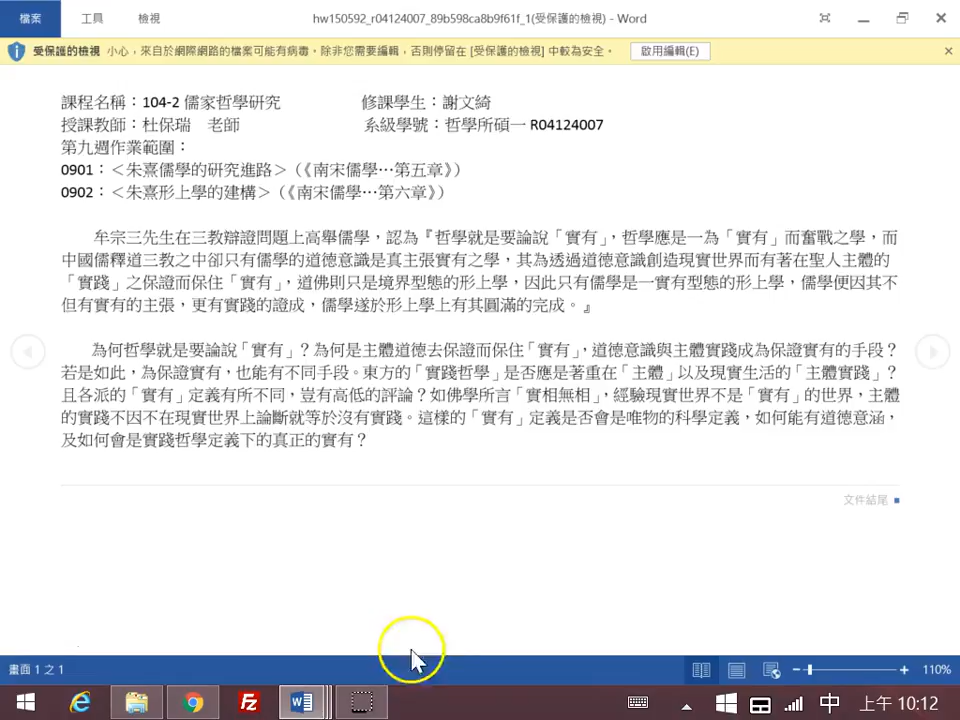 檔案 工具 檢視 hw150592_r04124007_89b598ca8b9f61f_1(受保護的檢視) - Word
受保護的檢視 小心，來自於網際網路的檔案可能有病毒。除非您需要編輯，否則停留在 [受保護的檢視] 中較為安全。 啟用編輯(E)
課程名稱：104-2 儒家哲學研究 修課學生：謝文綺
授課教師：杜保瑞 老師 系級學號：哲學所碩一 R04124007
第九週作業範圍：
0901：＜朱熹儒學的研究進路＞（《南宋儒學…第五章》）
0902：＜朱熹形上學的建構＞（《南宋儒學…第六章》）
牟宗三先生在三教辯證問題上高舉儒學，認為『哲學就是要論說「實有」，哲學應是一為「實有」而奮戰之學，而
中國儒釋道三教之中卻只有儒學的道德意識是真主張實有之學，其為透過道德意識創造現實世界而有著在聖人主體的
「實踐」之保證而保住「實有」，道佛則只是境界型態的形上學，因此只有儒學是一實有型態的形上學，儒學便因其不
但有實有的主張，更有實踐的證成，儒學遂於形上學上有其圓滿的完成。』
為何哲學就是要論說「實有」？為何是主體道德去保證而保住「實有」，道德意識與主體實踐成為保證實有的手段？
若是如此，為保證實有，也能有不同手段。東方的「實踐哲學」是否應是著重在「主體」以及現實生活的「主體實踐」？
且各派的「實有」定義有所不同，豈有高低的評論？如佛學所言「實相無相」，經驗現實世界不是「實有」的世界，主體
的實踐不因不在現實世界上論斷就等於沒有實踐。這樣的「實有」定義是否會是唯物的科學定義，如何能有道德意涵，
及如何會是實踐哲學定義下的真正的實有？
文件結尾
畫面 1 之 1 110%
中 上午 10:12